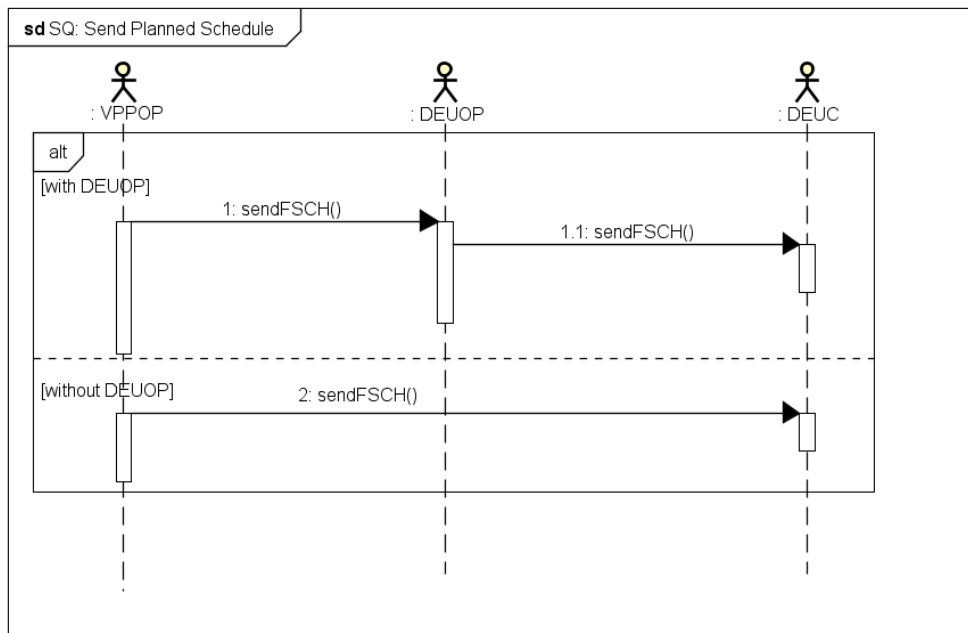 sd SQ: Send Planned Schedule
: VPPOP
: DEUOP
: DEUC
alt
[with DEUOP]
1: sendFSCH()
1.1: sendFSCH()
[without DEUOP]
2: sendFSCH()